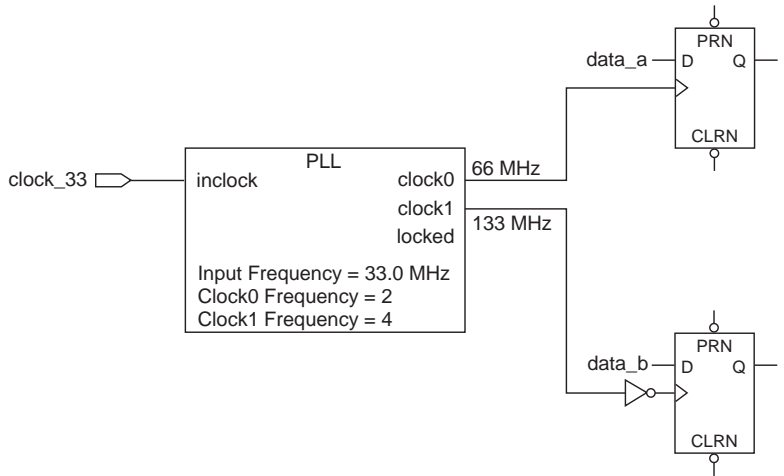 PRN
data_a
D
Q
CLRN
PLL
66 MHz
clock_33
inclock
clock0
clock1
133 MHz
locked
Input Frequency = 33.0 MHz
Clock0 Frequency = 2
Clock1 Frequency = 4
PRN
data_b
D
Q
CLRN